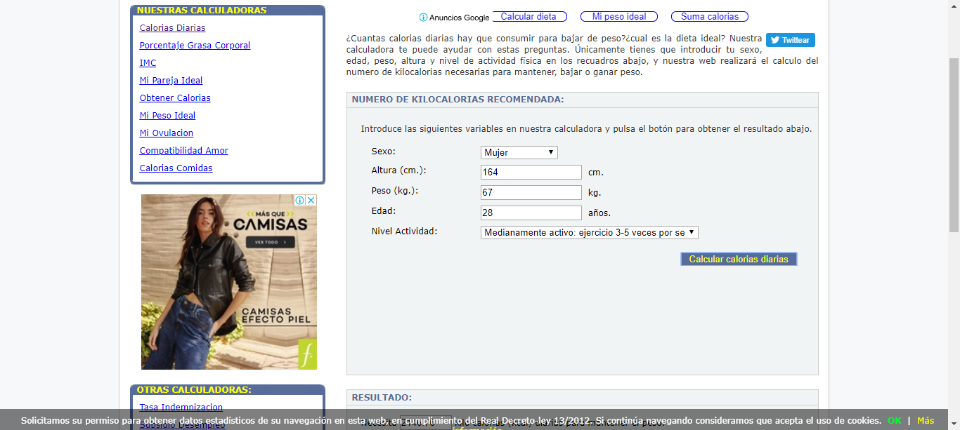 NUESTRAS CALCULADORAS
Calorías Diarias
Porcentaje Grasa Corporal
IMC
Mi Pareja Ideal
Obtener Calorias
Mi Peso Ideal
Mi Ovulacion
Compatibilidad Amor
Calorías Comidas
MÁS QUE
CAMISAS
VER TODO
CAMISAS
EFECTO PIEL
f.
OTRAS CALCULADORAS:
Tasa Indemnizacion
Subsidio Desempleo
Anuncios Google
Calcular dieta
Mi peso ideal
Suma calorías
¿Cuantas calorias diarias hay que consumir para bajar de peso?¿cual es la dieta ideal? Nuestra
Twittear
calculadora te puede ayudar con estas preguntas. Únicamente tienes que introducir tu sexo,
edad, peso, altura y nivel de actividad física en los recuadros abajo, y nuestra web realizará el calculo del
numero de kilocalorias necesarias para mantener, bajar o ganar peso.
NUMERO DE KILOCALORIAS RECOMENDADA:
Introduce las siguientes variables en nuestra calculadora y pulsa el botón para obtener el resultado abajo.
Sexo: Mujer
Altura (cm.): 164 cm.
Peso (kg.): 67 kg.
Edad: 28 años.
Nivel Actividad: Medianamente activo: ejercicio 3-5 veces por se
Calcular calorías diarias
RESULTADO:
Solicitamos su permiso para obtener datos estadísticos de su navegación en esta web, en cumplimiento del Real Decreto-ley 13/2012. Si continúa navegando consideramos que acepta el uso de cookies. OK | Más
información